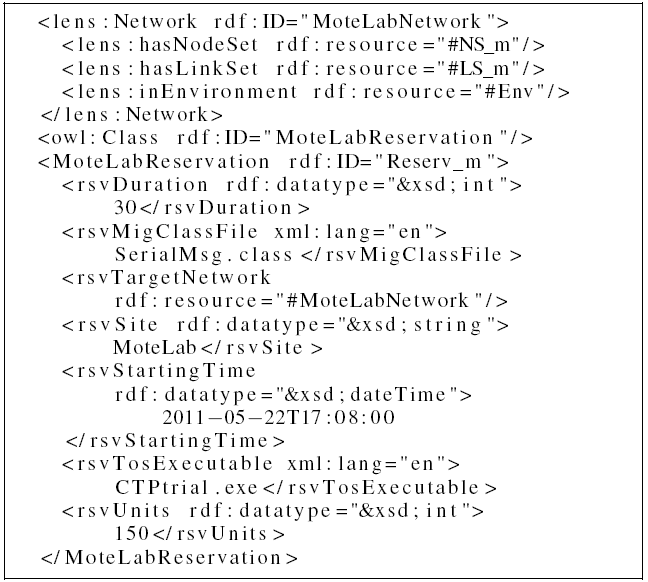 <lens:Network rdf:ID="MoteLabNetwork">
<lens:hasNodeSet rdf:resource="#NS_m"/>
<lens:hasLinkSet rdf:resource="#LS_m"/>
<lens:inEnvironment rdf:resource="#Env"/>
</lens:Network>
<owl:Class rdf:ID="MoteLabReservation"/>
<MoteLabReservation rdf:ID="Reserv_m">
<rsvDuration rdf:datatype="&xsd;int">
30</rsvDuration>
<rsvMigClassFile xml:lang="en">
SerialMsg.class</rsvMigClassFile>
<rsvTargetNetwork
rdf:resource="#MoteLabNetwork"/>
<rsvSite rdf:datatype="&xsd;string">
MoteLab</rsvSite>
<rsvStartingTime
rdf:datatype="&xsd;dateTime">
2011−05−22T17:08:00
</rsvStartingTime>
<rsvTosExecutable xml:lang="en">
CTPtrial.exe</rsvTosExecutable>
<rsvUnits rdf:datatype="&xsd;int">
150</rsvUnits>
</MoteLabReservation>